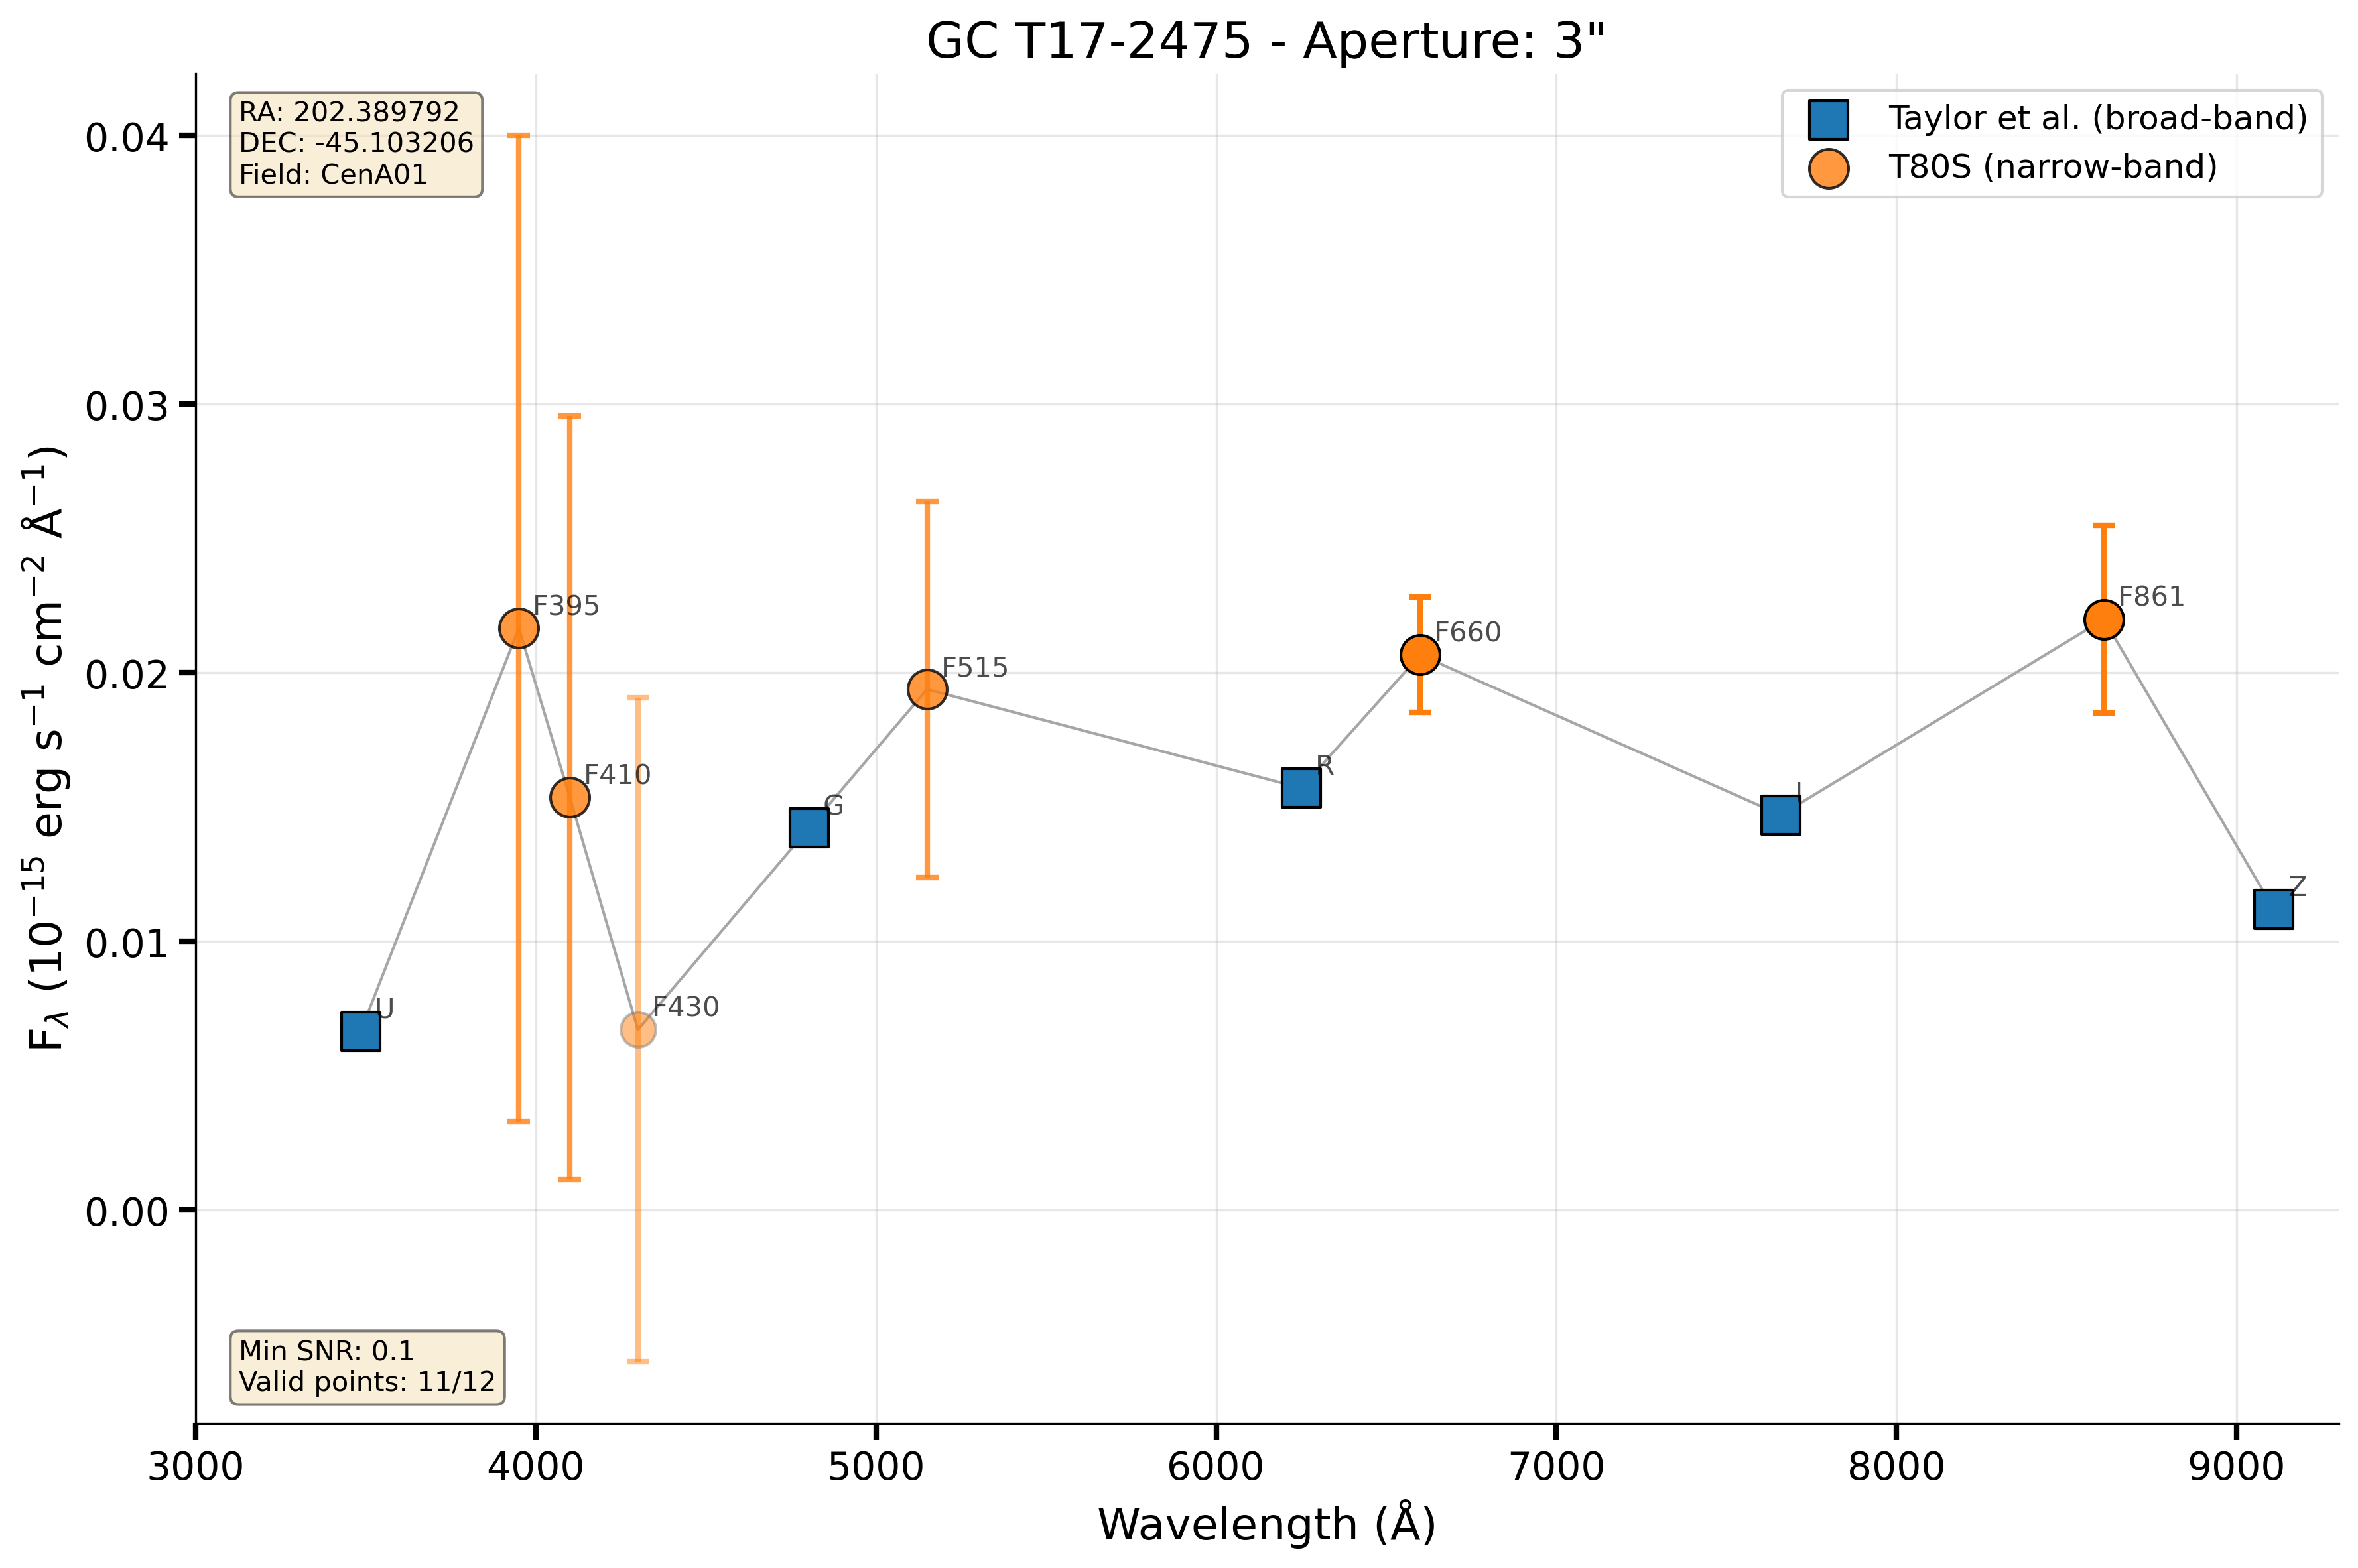 GC T17-2475 - Aperture: 3"
RA: 202.389792
DEC: -45.103206
Field: CenA01
Taylor et al. (broad-band)
T80S (narrow-band)
0.04
0.03
0.02
0.01
0.00
F_λ (10⁻¹⁵ erg s⁻¹ cm⁻² Å⁻¹)
U
F395
F410
F430
G
F515
R
F660
I
F861
Z
Min SNR: 0.1
Valid points: 11/12
3000 4000 5000 6000 7000 8000 9000
Wavelength (Å)